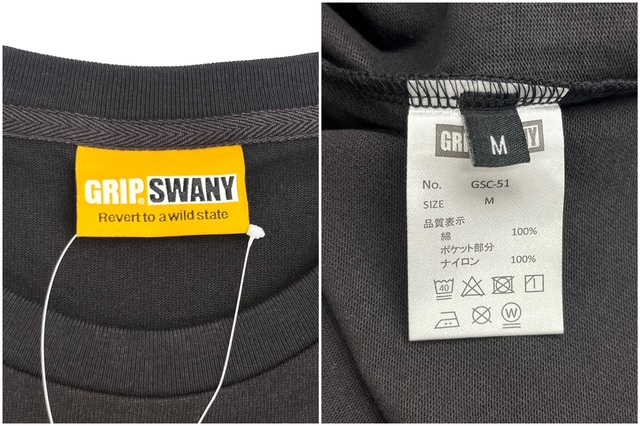 GRIP. SWANY
Revert to a wild state
M
No. GSC-51
SIZE M
品質表示
綿 100%
ポケット部分
ナイロン 100%
40
W